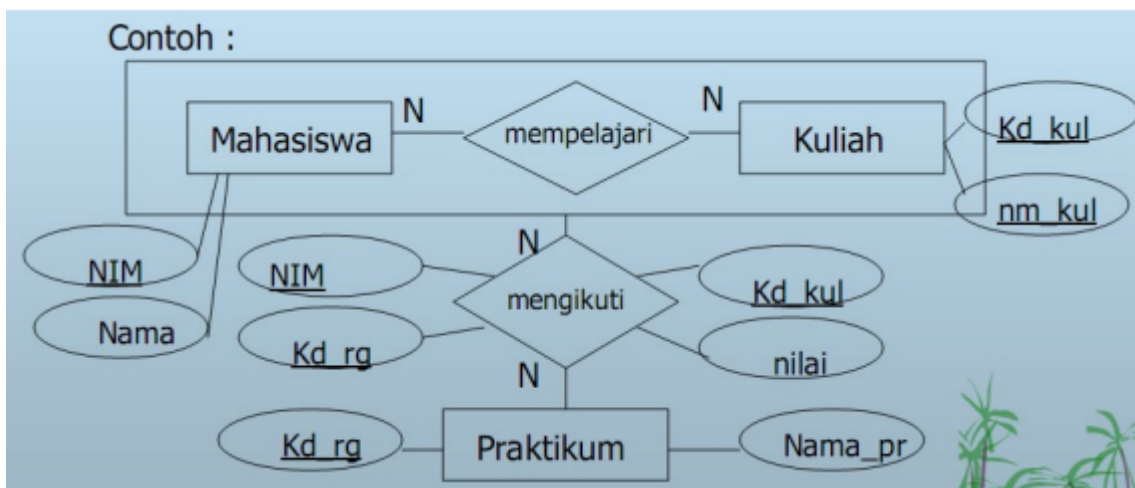 Contoh :
Mahasiswa
N
mempelajari
N
Kuliah
Kd_kul
nm_kul
NIM
Nama
N
NIM
Kd_rg
mengikuti
Kd_kul
nilai
N
Kd_rg
Praktikum
Nama_pr